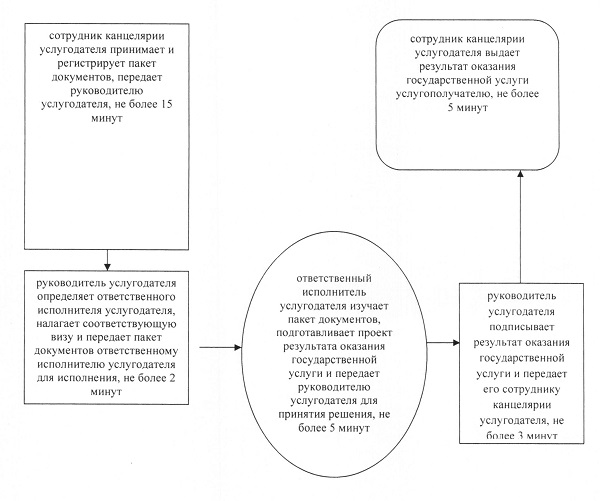 сотрудник канцелярии
услугодателя принимает и
регистрирует пакет
документов, передает
руководителю
услугодателя, не более 15
минут
руководитель услугодателя
определяет ответственного
исполнителя услугодателя,
налагает соответствующую
визу и передает пакет
документов ответственному
исполнителю услугодателя
для исполнения, не более 2
минут
ответственный
исполнитель
услугодателя изучает
пакет документов,
подготавливает проект
результата оказания
государственной
услуги и передает
руководителю
услугодателя для
принятия решения, не
более 5 минут
руководитель
услугодателя
подписывает
результат оказания
государственной
услуги и передает
его сотруднику
канцелярии
услугодателя, не
более 3 минут
сотрудник канцелярии
услугодателя выдает
результат оказания
государственной услуги
услугополучателю, не более
5 минут